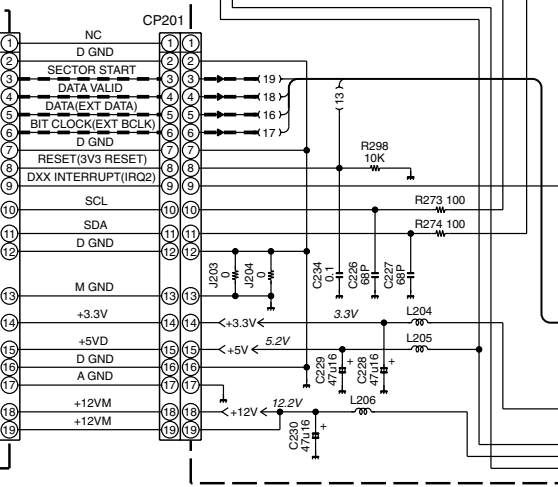 CP201
1 NC 1 1
2 D GND 2 2
3 SECTOR START 3 3 19
4 DATA VALID 4 4 18
5 DATA(EXT DATA) 5 5 16
6 BIT CLOCK(EXT BCLK) 6 6 17
13
7 D GND 7 7
R298
10K
8 RESET(3V3 RESET) 8 8
9 DXX INTERRUPT(IRQ2) 9 9
10 SCL 10 10 R273 100
11 SDA 11 11 R274 100
12 D GND 12 12
J203
0
J204
0
C234
0.1
C226
68P
C227
68P
13 M GND 13 13
14 +3.3V 14 14 +3.3V 3.3V L204
15 +5VD 15 15 +5V 5.2V L205
16 D GND 16 16
C229
47u16 +
C228
47u16 +
17 A GND 17 17
18 +12VM 18 18 +12V 12.2V L206
19 +12VM 19 19
C230
47u16 +